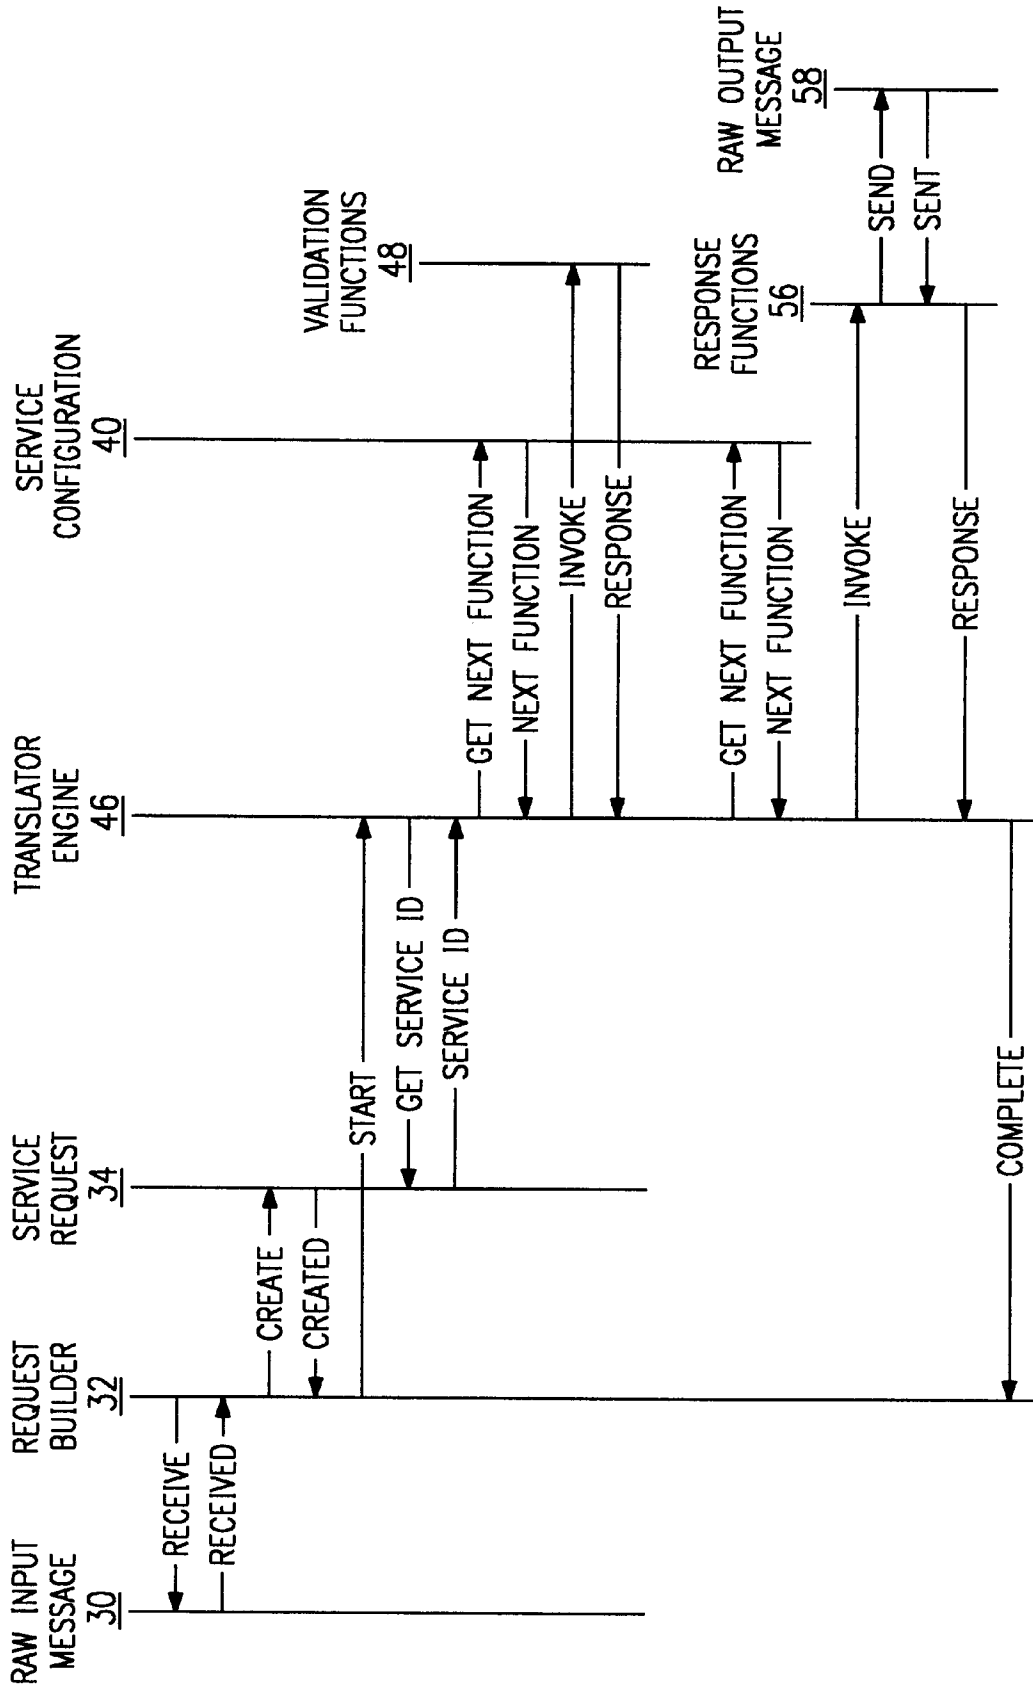 RAW INPUT
MESSAGE
30
REQUEST
BUILDER
32
SERVICE
REQUEST
34
TRANSLATOR
ENGINE
46
SERVICE
CONFIGURATION
40
VALIDATION
FUNCTIONS
48
RESPONSE
FUNCTIONS
56
RAW OUTPUT
MESSAGE
58
RECEIVE
RECEIVED
CREATE
CREATED
START
GET SERVICE ID
SERVICE ID
GET NEXT FUNCTION
NEXT FUNCTION
INVOKE
RESPONSE
GET NEXT FUNCTION
NEXT FUNCTION
INVOKE
SEND
SENT
RESPONSE
COMPLETE